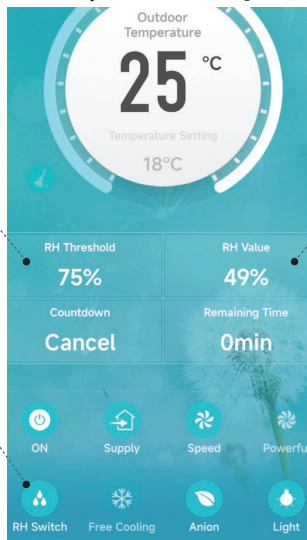 Outdoor
Temperature
25 °C
Temperature Setting
18°C
RH Threshold
RH Value
75%
49%
Countdown
Remaining Time
Cancel
0min
ON
Supply
Speed
Powerfu
RH Switch
Free Cooling
Anion
Light